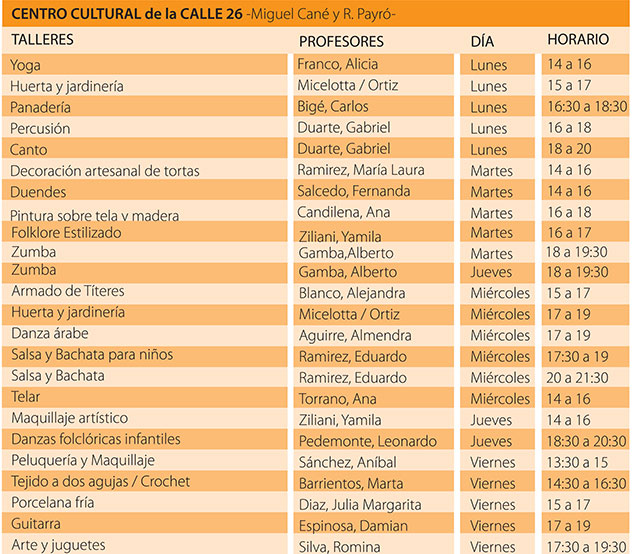 CENTRO CULTURAL de la CALLE 26 -Miguel Cané y R. Payró-
TALLERES PROFESORES DÍA HORARIO
Yoga Franco, Alicia Lunes 14 a 16
Huerta y jardinería Micelotta / Ortiz Lunes 15 a 17
Panadería Bigé, Carlos Lunes 16:30 a 18:30
Percusión Duarte, Gabriel Lunes 16 a 18
Canto Duarte, Gabriel Lunes 18 a 20
Decoración artesanal de tortas Ramirez, María Laura Martes 14 a 16
Duendes Salcedo, Fernanda Martes 14 a 16
Pintura sobre tela y madera Candilena, Ana Martes 16 a 18
Folklore Estilizado Ziliani, Yamila Martes 16 a 17
Zumba Gamba,Alberto Martes 18 a 19:30
Zumba Gamba, Alberto Jueves 18 a 19:30
Armado de Títeres Blanco, Alejandra Miércoles 15 a 17
Huerta y jardinería Micelotta / Ortiz Miércoles 17 a 19
Danza árabe Aguirre, Almendra Miércoles 17 a 19
Salsa y Bachata para niños Ramirez, Eduardo Miércoles 17:30 a 19
Salsa y Bachata Ramirez, Eduardo Miércoles 20 a 21:30
Telar Torrano, Ana Miércoles 14 a 16
Maquillaje artístico Ziliani, Yamila Jueves 14 a 16
Danzas folclóricas infantiles Pedemonte, Leonardo Jueves 18:30 a 20:30
Peluquería y Maquillaje Sánchez, Aníbal Viernes 13:30 a 15
Tejido a dos agujas / Crochet Barrientos, Marta Viernes 14:30 a 16:30
Porcelana fría Diaz, Julia Margarita Viernes 15 a 17
Guitarra Espinosa, Damian Viernes 17 a 19
Arte y juguetes Silva, Romina Viernes 17:30 a 19:30